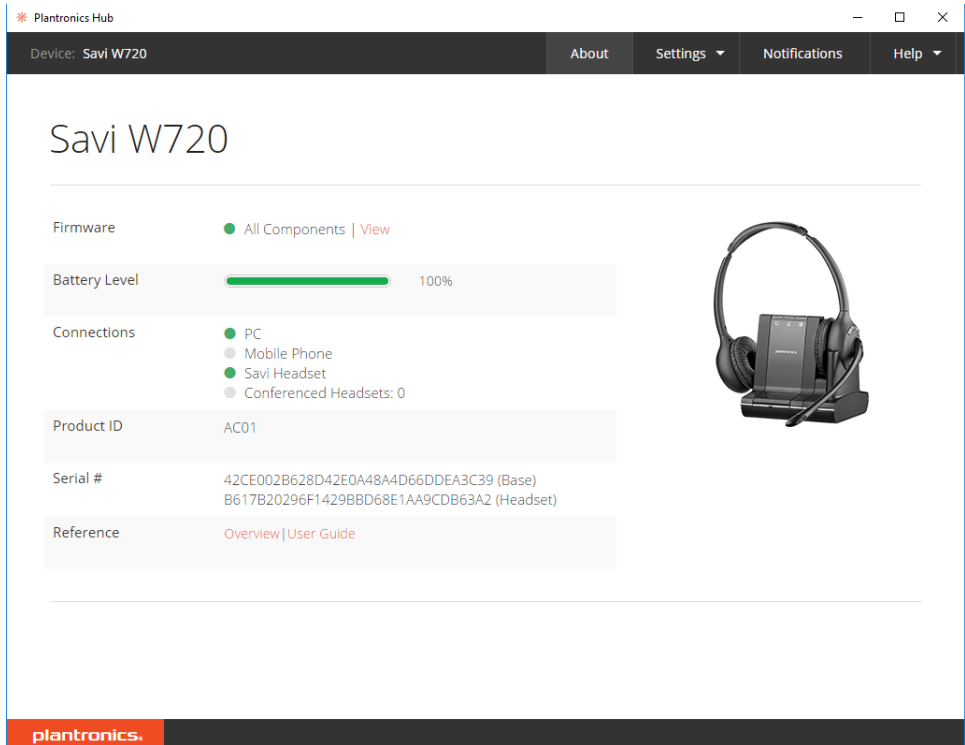 Plantronics Hub
Device: Savi W720 About Settings Notifications Help
Savi W720
Firmware All Components | View
Battery Level 100%
Connections PC
Mobile Phone
Savi Headset
Conferenced Headsets: 0
Product ID AC01
Serial # 42CE002B628D42E0A48A4D66DDEA3C39 (Base)
B617B20296F1429BBD68E1AA9CDB63A2 (Headset)
Reference Overview|User Guide
plantronics
plantronics.